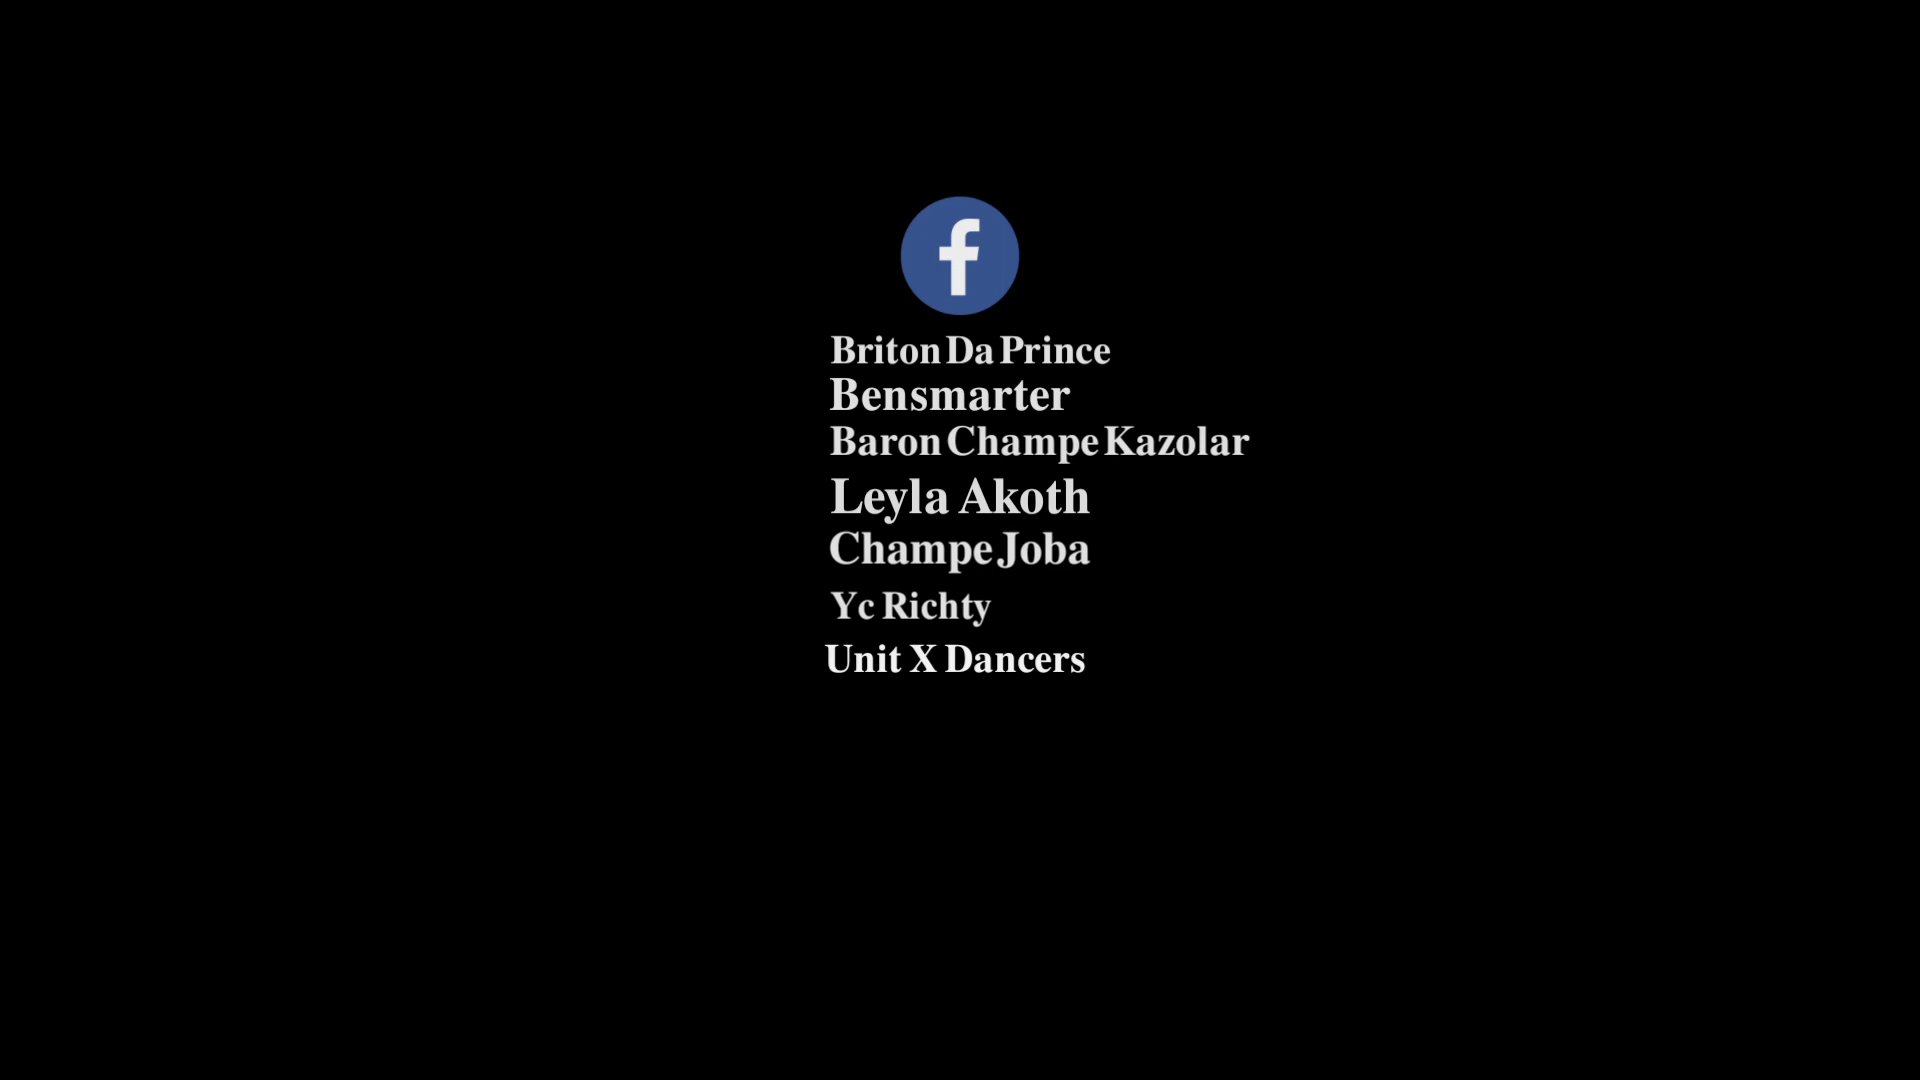 Briton Da Prince
Bensmarter
Baron Champe Kazolar
Leyla Akoth
Champe Joba
Yc Richty
Unit X Dancers